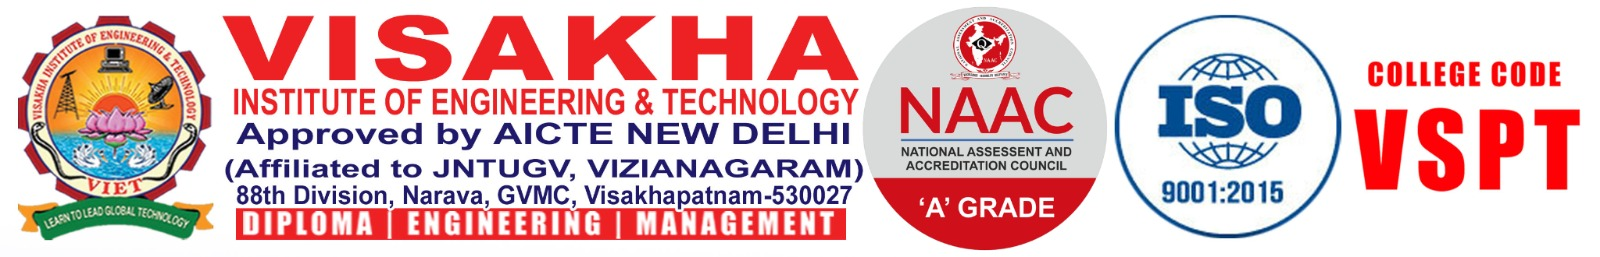 VISAKHA INSTITUTE OF ENGINEERING & TECHNOLOGY
VIET
LEARN TO LEAD GLOBAL TECHNOLOGY
VISAKHA
INSTITUTE OF ENGINEERING & TECHNOLOGY
Approved by AICTE NEW DELHI
(Affiliated to JNTUGV, VIZIANAGARAM)
88th Division, Narava, GVMC, Visakhapatnam-530027
DIPLOMA | ENGINEERING | MANAGEMENT
NAAC
NAAC
NATIONAL ASSESSENT AND
ACCREDITATION COUNCIL
‘A’ GRADE
ISO
9001:2015
COLLEGE CODE
VSPT